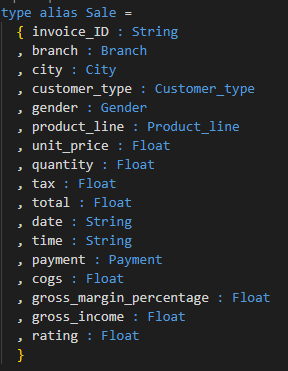 type alias Sale =
{ invoice_ID : String
, branch : Branch
, city : City
, customer_type : Customer_type
, gender : Gender
, product_line : Product_line
, unit_price : Float
, quantity : Float
, tax : Float
, total : Float
, date : String
, time : String
, payment : Payment
, cogs : Float
, gross_margin_percentage : Float
, gross_income : Float
, rating : Float
}